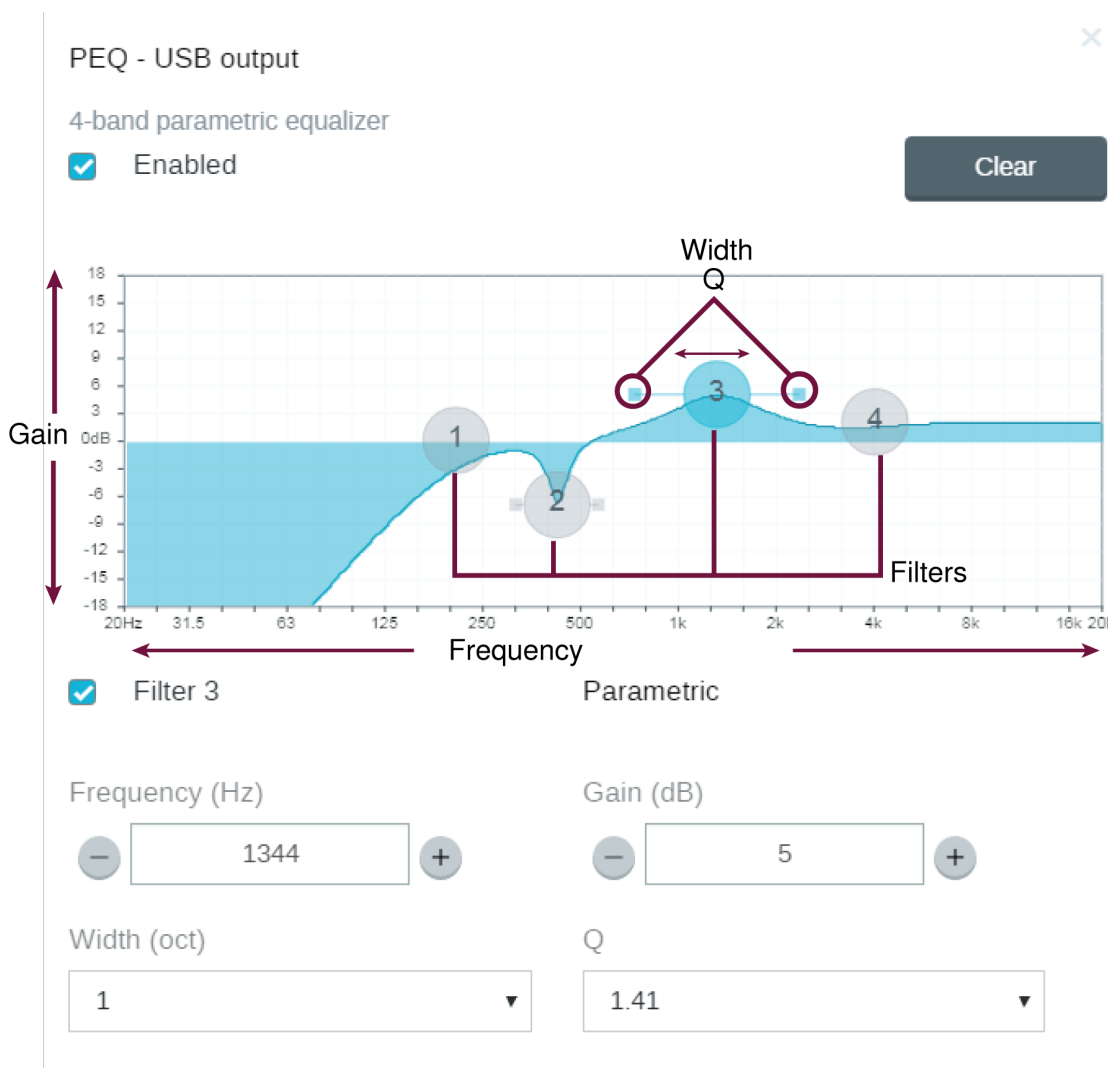 ×
PEQ - USB output
4-band parametric equalizer
Enabled
Clear
Width
Q
18
15
12
9
6
3
0dB
-3
-6
-9
-12
-15
-18
Gain
1
2
3
4
Filters
20Hz 31.5 63 125 250 500 1k 2k 4k 8k 16k 20
Frequency
Filter 3 Parametric
Frequency (Hz) Gain (dB)
− 1344 + − 5 +
Width (oct) Q
1 ▼ 1.41 ▼